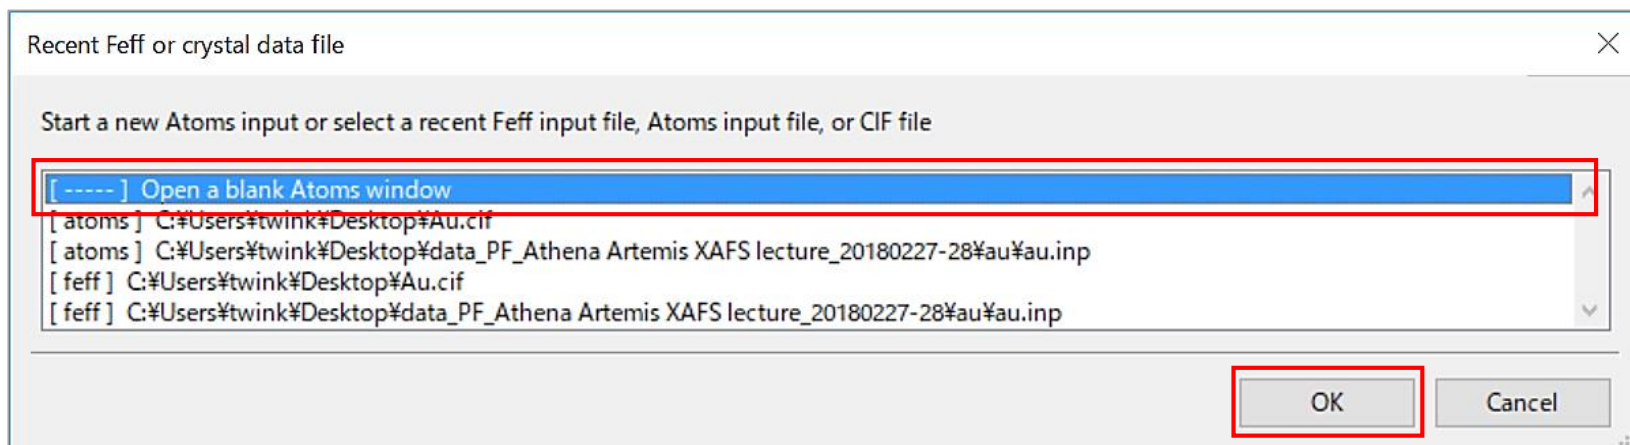 Recent Feff or crystal data file
Start a new Atoms input or select a recent Feff input file, Atoms input file, or CIF file
[ ----- ]  Open a blank Atoms window
[ atoms ]  C:¥Users¥twink¥Desktop¥Au.cif
[ atoms ]  C:¥Users¥twink¥Desktop¥data_PF_Athena Artemis XAFS lecture_20180227-28¥au¥au.inp
[ feff ]  C:¥Users¥twink¥Desktop¥Au.cif
[ feff ]  C:¥Users¥twink¥Desktop¥data_PF_Athena Artemis XAFS lecture_20180227-28¥au¥au.inp
OK Cancel